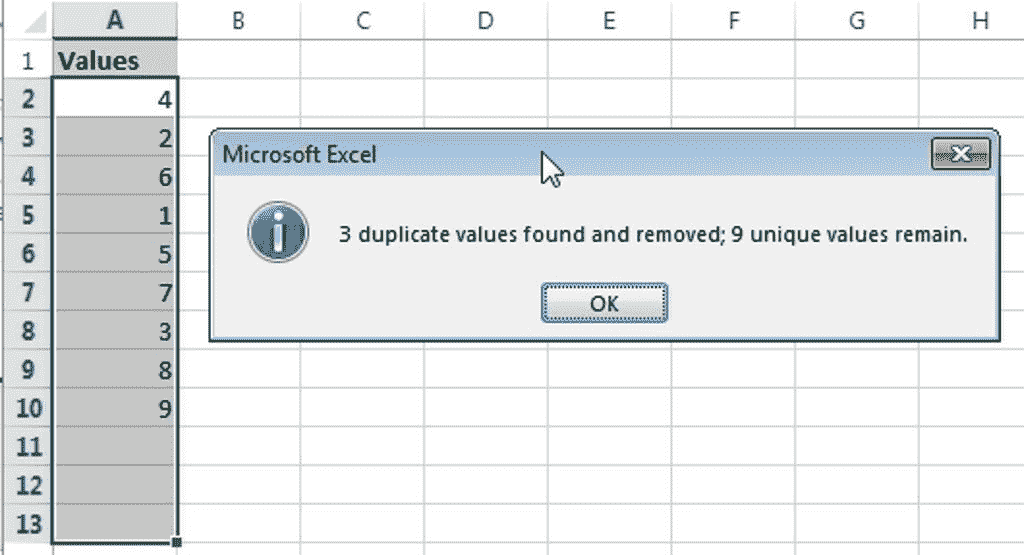 A B C D E F G H
1 Values
2 4
3 2
4 6
5 1
6 5
7 7
8 3
9 8
10 9
11
12
13
Microsoft Excel
3 duplicate values found and removed; 9 unique values remain.
OK